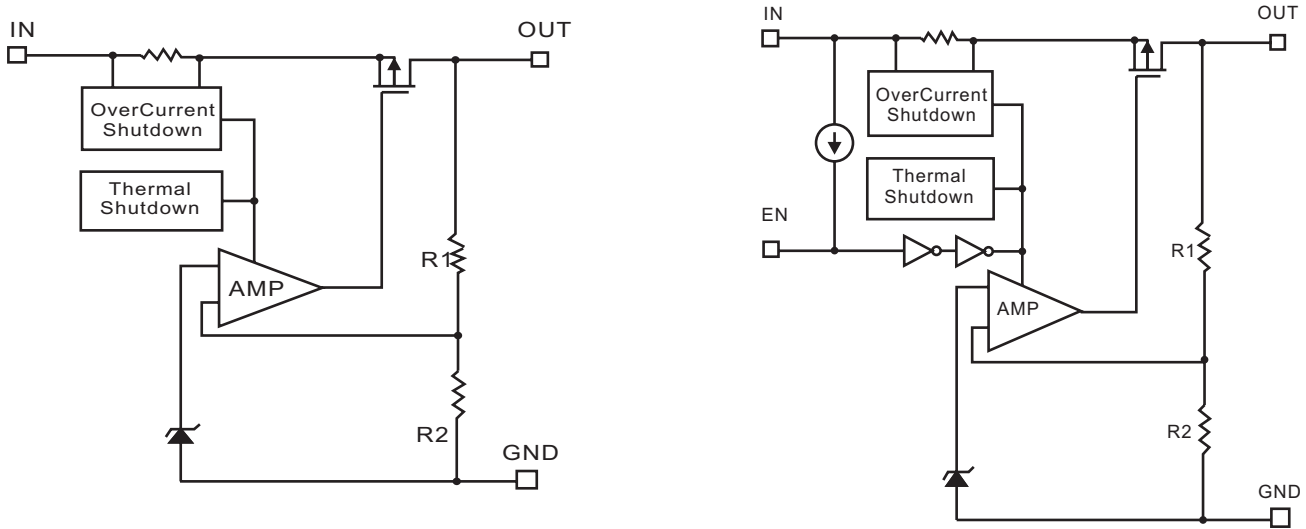 IN
OUT
OverCurrent
Shutdown
Thermal
Shutdown
AMP
R1
R2
GND
IN
OUT
OverCurrent
Shutdown
Thermal
Shutdown
EN
R1
AMP
R2
GND